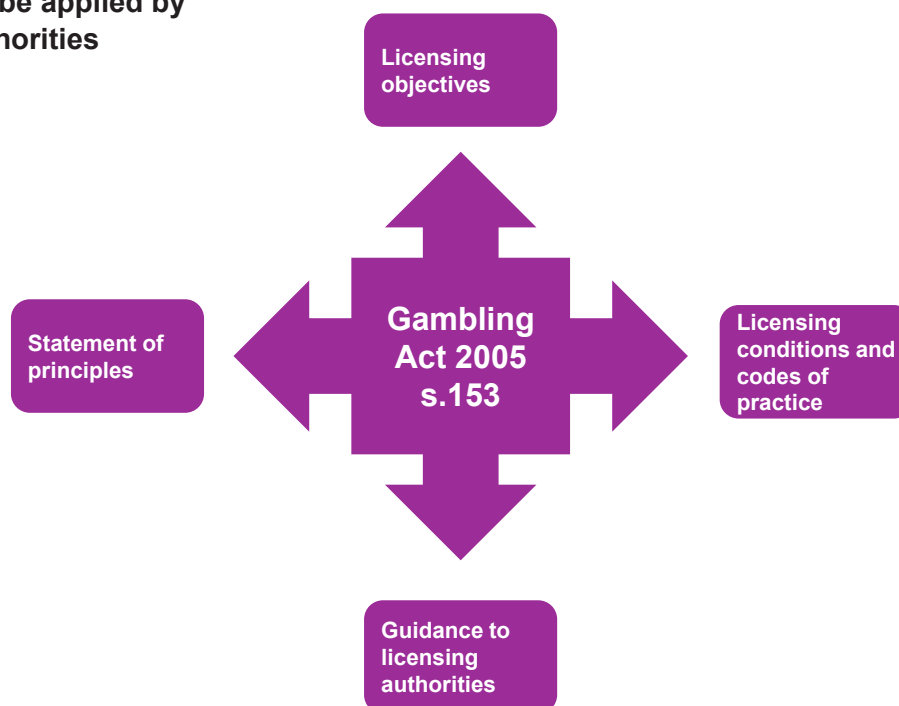 be applied by
horities
Licensing
objectives
Statement of
principles
Gambling
Act 2005
s.153
Licensing
conditions and
codes of
practice
Guidance to
licensing
authorities